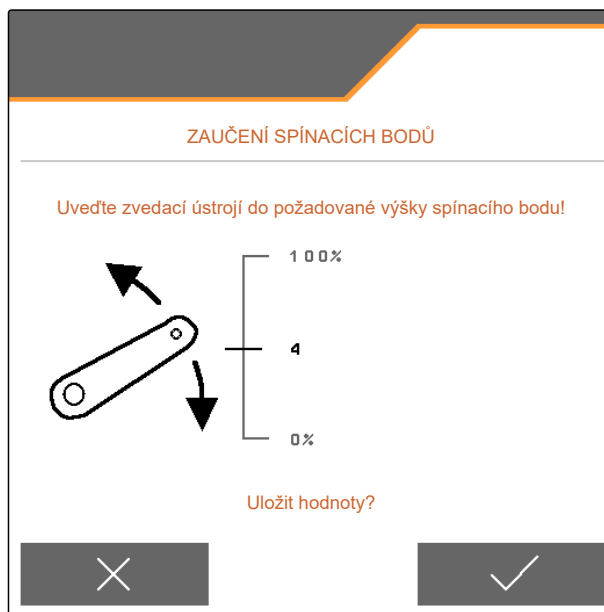 ZAUČENÍ SPÍNACÍCH BODŮ
Uveďte zvedací ústrojí do požadované výšky spínacího bodu!
100%
4
0%
Uložit hodnoty?